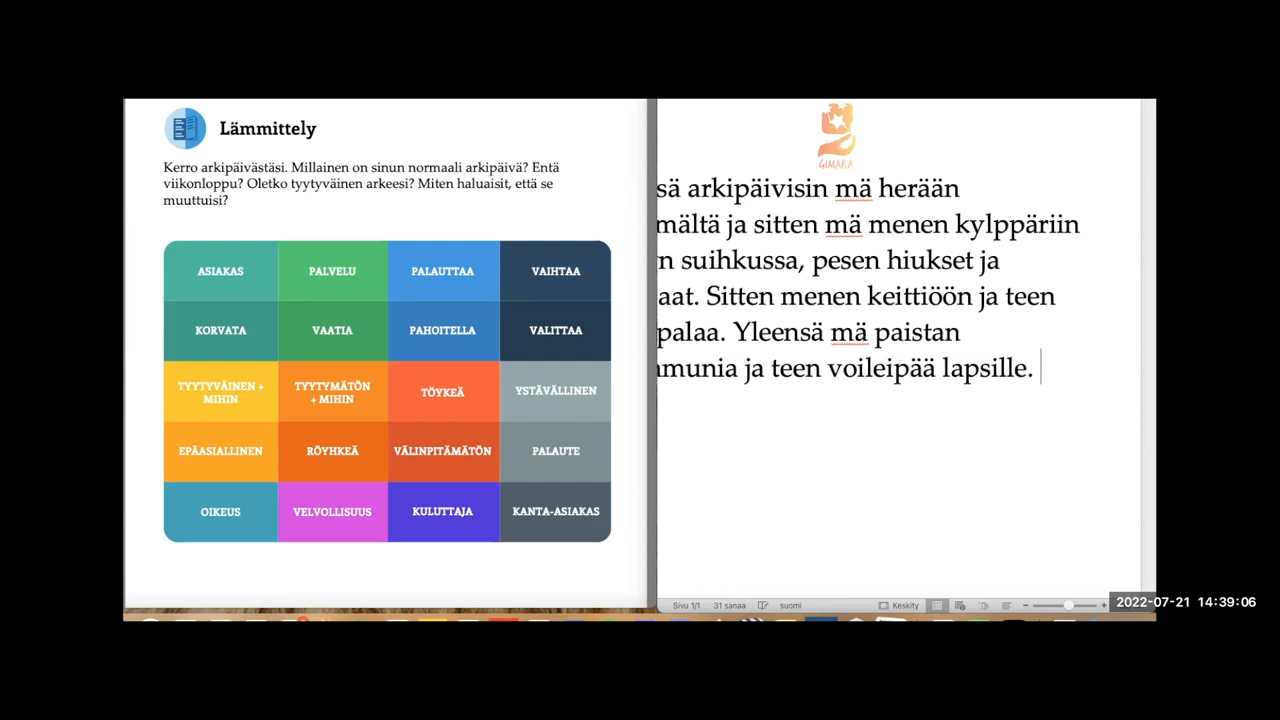 Lämmittely
Kerro arkipäivästäsi. Millainen on sinun normaali arkipäivä? Entä
viikonloppu? Oletko tyytyväinen arkeesi? Miten haluaisit, että se
muuttuisi?
ASIAKAS PALVELU PALAUTTAA VAIHTAA
KORVATA VAATIA PAHOITELLA VALITTAA
TYYTYVÄINEN +
MIHIN
TYYTYMÄTÖN
+ MIHIN
TÖYKEÄ YSTÄVÄLLINEN
EPÄASIALLINEN RÖYHKEÄ VÄLINPITÄMÄTÖN PALAUTE
OIKEUS VELVOLLISUUS KULUTTAJA KANTA-ASIAKAS
GIMARA
sä arkipäivisin mä herään
mältä ja sitten mä menen kylppäriin
n suihkussa, pesen hiukset ja
aat. Sitten menen keittiöön ja teen
palaa. Yleensä mä paistan
munia ja teen voileipää lapsille.
Sivu 1/1 31 sanaa suomi Keskity
2022-07-21 14:39:06